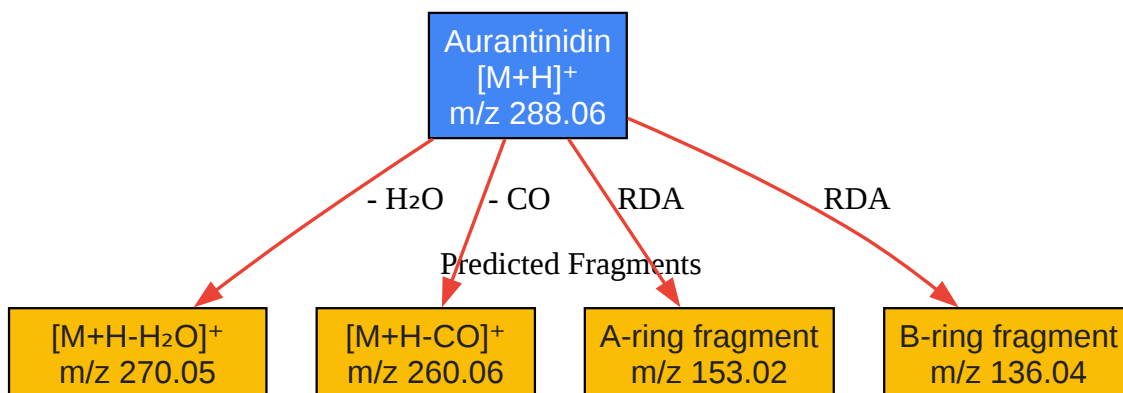 Aurantinidin
[M+H]⁺
m/z 288.06
- H₂O
- CO
RDA
RDA
Predicted Fragments
[M+H-H₂O]⁺
m/z 270.05
[M+H-CO]⁺
m/z 260.06
A-ring fragment
m/z 153.02
B-ring fragment
m/z 136.04